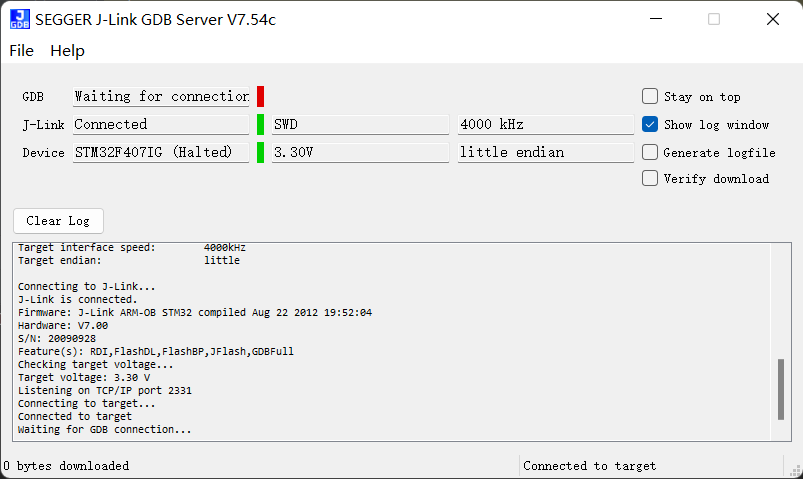 SEGGER J-Link GDB Server V7.54c
File Help
GDB Waiting for connection Stay on top
J-Link Connected SWD 4000 kHz Show log window
Device STM32F407IG (Halted) 3.30V little endian Generate logfile
Verify download
Clear Log
Target interface speed: 4000kHz
Target endian: little
Connecting to J-Link...
J-Link is connected.
Firmware: J-Link ARM-OB STM32 compiled Aug 22 2012 19:52:04
Hardware: V7.00
S/N: 20090928
Feature(s): RDI,FlashDL,FlashBP,JFlash,GDBFull
Checking target voltage...
Target voltage: 3.30 V
Listening on TCP/IP port 2331
Connecting to target...
Connected to target
Waiting for GDB connection...
0 bytes downloaded Connected to target